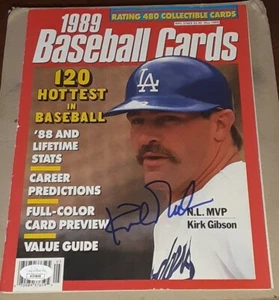 RATING 480 COLLECTIBLE CARDS
1989
Baseball Cards
120
HOTTEST
IN
BASEBALL
'88 AND
LIFETIME
STATS
CAREER
PREDICTIONS
FULL-COLOR
CARD PREVIEW
VALUE GUIDE
LA
N.L. MVP
Kirk Gibson
JSA